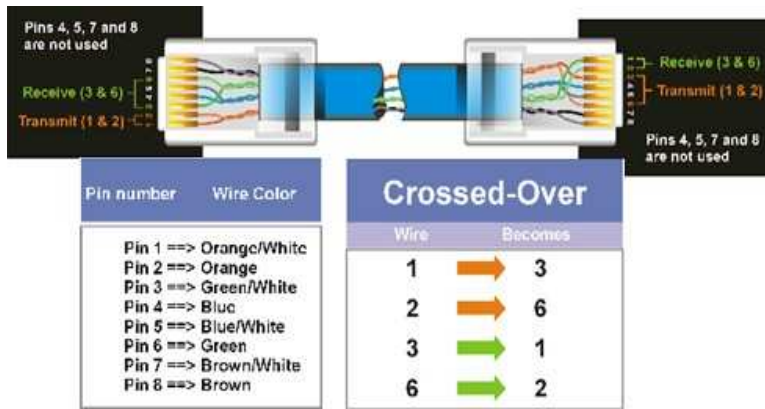 Pins 4, 5, 7 and 8
are not used
Receive (3 & 6)
Transmit (1 & 2)
Receive (3 & 6)
Transmit (1 & 2)
Pins 4, 5, 7 and 8
are not used
Pin number Wire Color
Pin 1 ==> Orange/White
Pin 2 ==> Orange
Pin 3 ==> Green/White
Pin 4 ==> Blue
Pin 5 ==> Blue/White
Pin 6 ==> Green
Pin 7 ==> Brown/White
Pin 8 ==> Brown
Crossed-Over
Wire Becomes
1 3
2 6
3 1
6 2